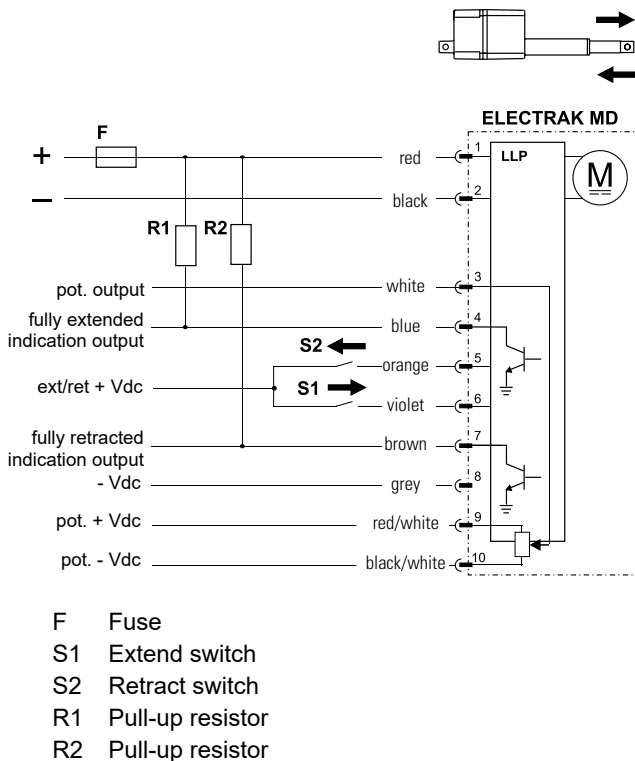 ELECTRAK MD
F
+
red
1
LLP
M
–
black
2
R1 R2
pot. output
white
3
fully extended
indication output
blue
4
S2
orange
5
ext/ret + Vdc
S1
violet
6
fully retracted
indication output
brown
7
- Vdc
grey
8
pot. + Vdc
red/white
9
pot. - Vdc
black/white
10
F Fuse
S1 Extend switch
S2 Retract switch
R1 Pull-up resistor
R2 Pull-up resistor